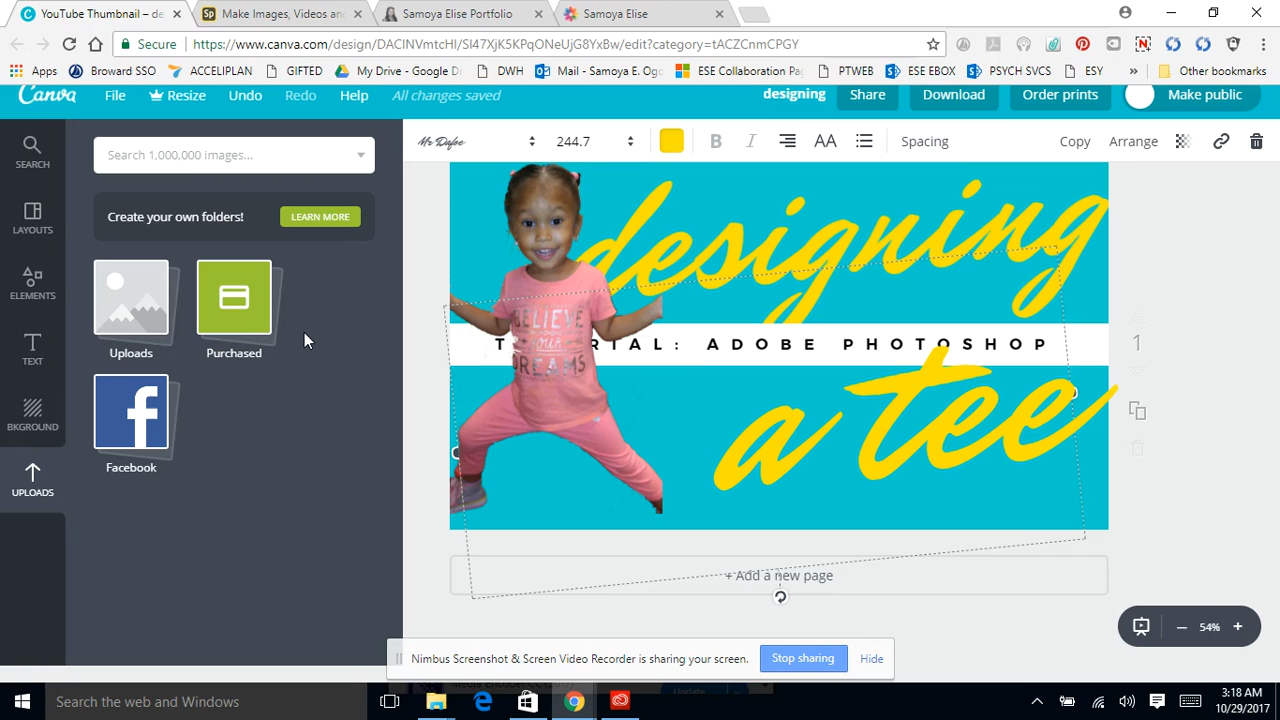 YouTube Thumbnail – de
Make Images, Videos and
Samoya Elise Portfolio
Samoya Elise
Secure
https://www.canva.com/design/DACINVmtcHI/SI47XjK5KPqONeUjG8YxBw/edit?category=tACZCnmCPGY
Apps
Broward SSO
ACCELIPLAN
GIFTED
My Drive - Google D
DWH
Mail - Samoya E. Og
ESE Collaboration Pag
PTWEB
ESE EBOX
PSYCH SVGS
ESY
»
Other bookmarks
Canva
File
Resize
Undo
Redo
Help
All changes saved
designing
Share
Download
Order prints
Make public
SEARCH
LAYOUTS
ELEMENTS
TEXT
BKGROUND
UPLOADS
Search 1,000,000 images...
Create your own folders!
LEARN MORE
Uploads
Purchased
Facebook
Mr Dafoe
244.7
B
I
AA
Spacing
Copy
Arrange
designing
BELIEVE
your
DREAMS
T RIAL: ADOBE PHOTOSHOP
a tee
1
+ Add a new page
54%
Nimbus Screenshot & Screen Video Recorder is sharing your screen.
Stop sharing
Hide
Update
Search the web and Windows
3:18 AM
10/29/2017